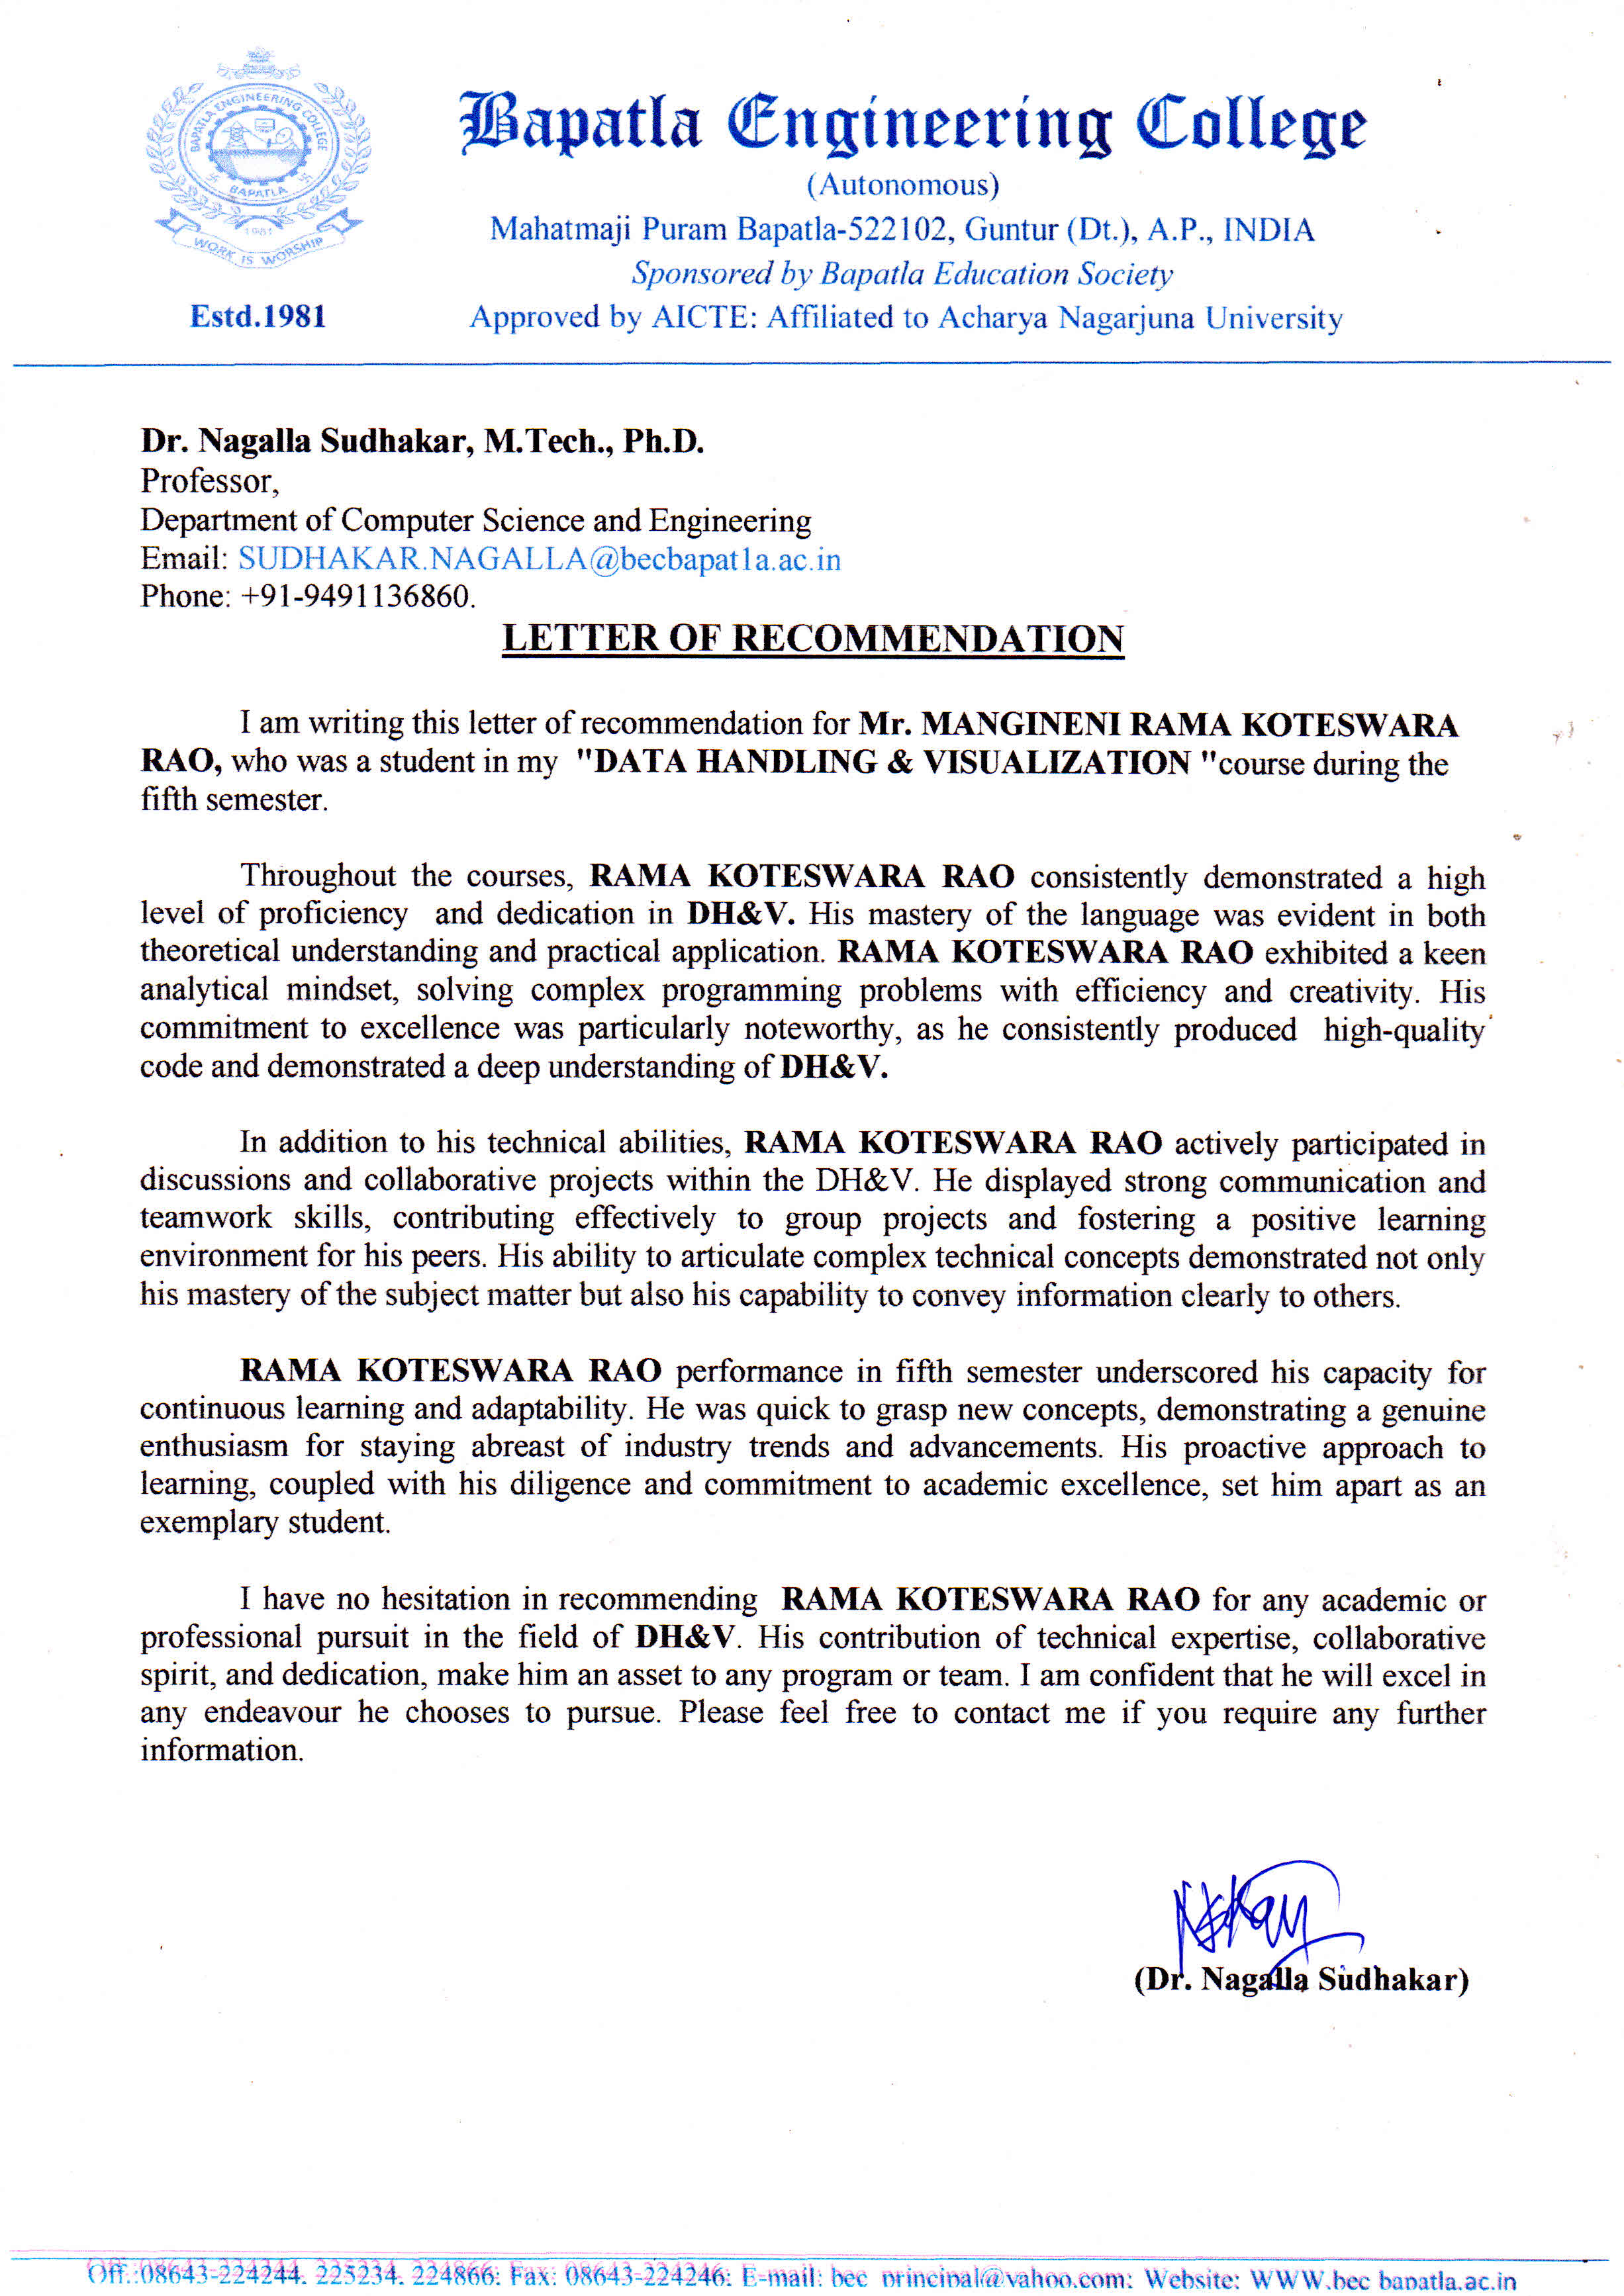 BAPATLA ENGINEERING COLLEGE
BAPATLA
1981
WORK IS WORSHIP
Estd.1981
Bapatla Engineering College
(Autonomous)
Mahatmaji Puram Bapatla-522102, Guntur (Dt.), A.P., INDIA
Sponsored by Bapatla Education Society
Approved by AICTE: Affiliated to Acharya Nagarjuna University
Dr. Nagalla Sudhakar, M.Tech., Ph.D.
Professor,
Department of Computer Science and Engineering
Email: SUDHAKAR.NAGALLA@becbapatla.ac.in
Phone: +91-9491136860.
LETTER OF RECOMMENDATION
I am writing this letter of recommendation for Mr. MANGINENI RAMA KOTESWARA
RAO, who was a student in my "DATA HANDLING & VISUALIZATION "course during the
fifth semester.
Throughout the courses, RAMA KOTESWARA RAO consistently demonstrated a high
level of proficiency and dedication in DH&V. His mastery of the language was evident in both
theoretical understanding and practical application. RAMA KOTESWARA RAO exhibited a keen
analytical mindset, solving complex programming problems with efficiency and creativity. His
commitment to excellence was particularly noteworthy, as he consistently produced high-quality
code and demonstrated a deep understanding of DH&V.
In addition to his technical abilities, RAMA KOTESWARA RAO actively participated in
discussions and collaborative projects within the DH&V. He displayed strong communication and
teamwork skills, contributing effectively to group projects and fostering a positive learning
environment for his peers. His ability to articulate complex technical concepts demonstrated not only
his mastery of the subject matter but also his capability to convey information clearly to others.
RAMA KOTESWARA RAO performance in fifth semester underscored his capacity for
continuous learning and adaptability. He was quick to grasp new concepts, demonstrating a genuine
enthusiasm for staying abreast of industry trends and advancements. His proactive approach to
learning, coupled with his diligence and commitment to academic excellence, set him apart as an
exemplary student.
I have no hesitation in recommending RAMA KOTESWARA RAO for any academic or
professional pursuit in the field of DH&V. His contribution of technical expertise, collaborative
spirit, and dedication, make him an asset to any program or team. I am confident that he will excel in
any endeavour he chooses to pursue. Please feel free to contact me if you require any further
information.
(Dr. Nagalla Sudhakar)
Off.:08643-224244, 225234, 224866; Fax: 08643-224246; E-mail: bec_principal@yahoo.com; Website: WWW.bec bapatla.ac.in